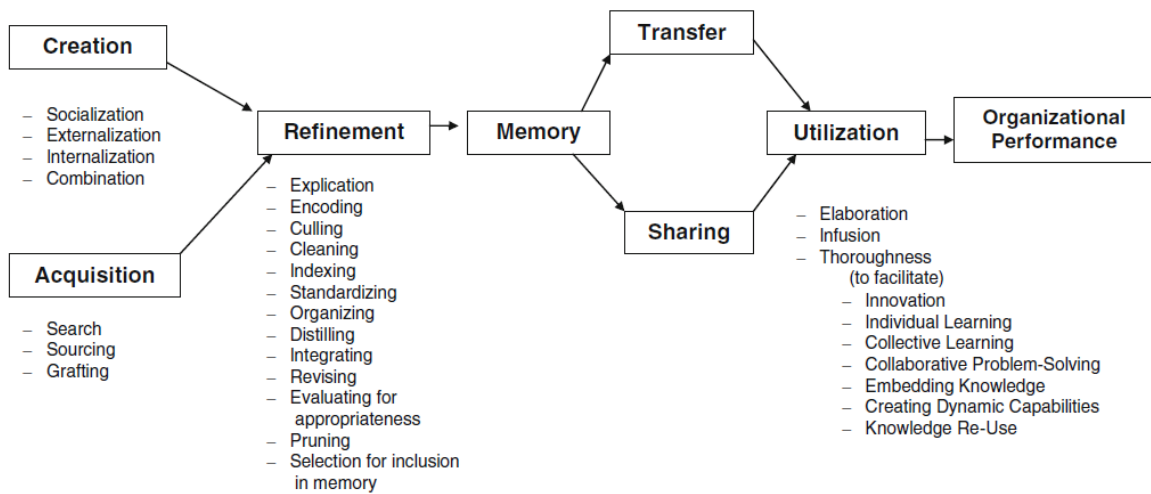 Creation
– Socialization
– Externalization
– Internalization
– Combination
Acquisition
– Search
– Sourcing
– Grafting
Refinement
– Explication
– Encoding
– Culling
– Cleaning
– Indexing
– Standardizing
– Organizing
– Distilling
– Integrating
– Revising
– Evaluating for
appropriateness
– Pruning
– Selection for inclusion
in memory
Memory
Transfer
Sharing
Utilization
– Elaboration
– Infusion
– Thoroughness
(to facilitate)
– Innovation
– Individual Learning
– Collective Learning
– Collaborative Problem-Solving
– Embedding Knowledge
– Creating Dynamic Capabilities
– Knowledge Re-Use
Organizational
Performance